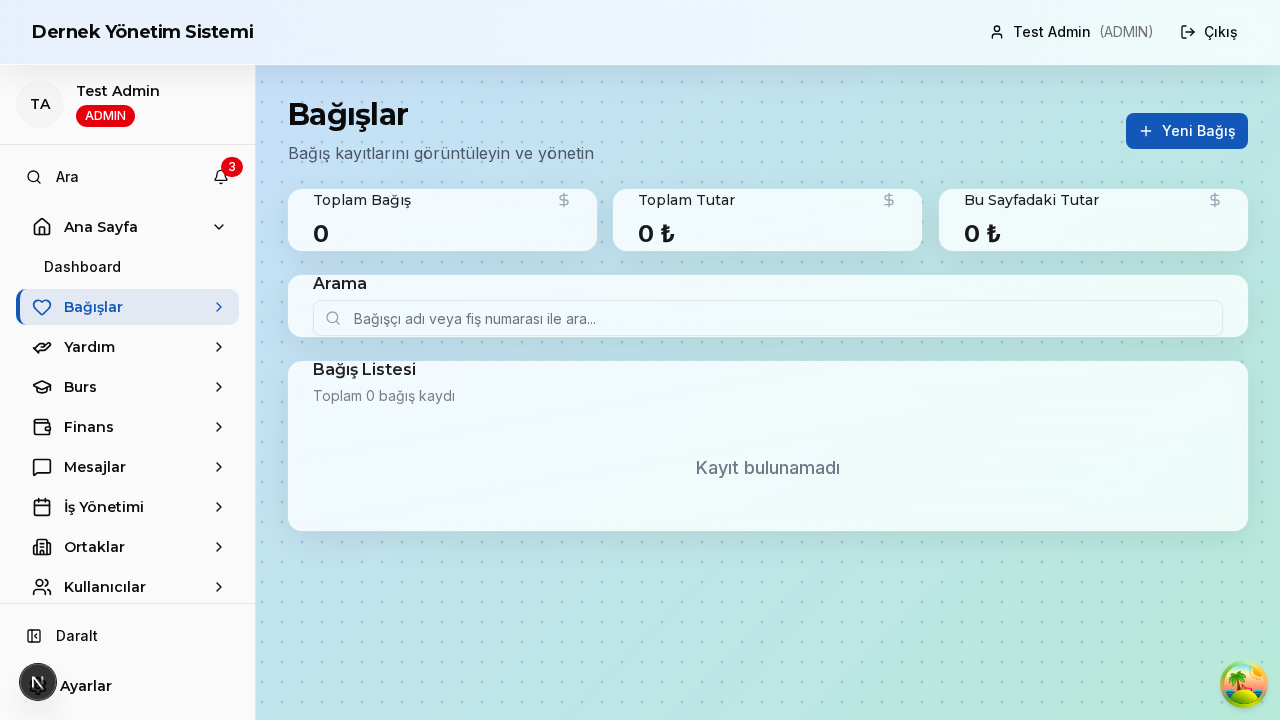 Dernek Yönetim Sistemi
Test Admin (ADMIN)
Çıkış
TA
Test Admin
ADMIN
Ara
3
Ana Sayfa
Dashboard
Bağışlar
Yardım
Burs
Finans
Mesajlar
İş Yönetimi
Ortaklar
Kullanıcılar
Daralt
N
Ayarlar
Bağışlar
Bağış kayıtlarını görüntüleyin ve yönetin
Yeni Bağış
Toplam Bağış
0
Toplam Tutar
0 ₺
Bu Sayfadaki Tutar
0 ₺
Arama
Bağışçı adı veya fiş numarası ile ara...
Bağış Listesi
Toplam 0 bağış kaydı
Kayıt bulunamadı